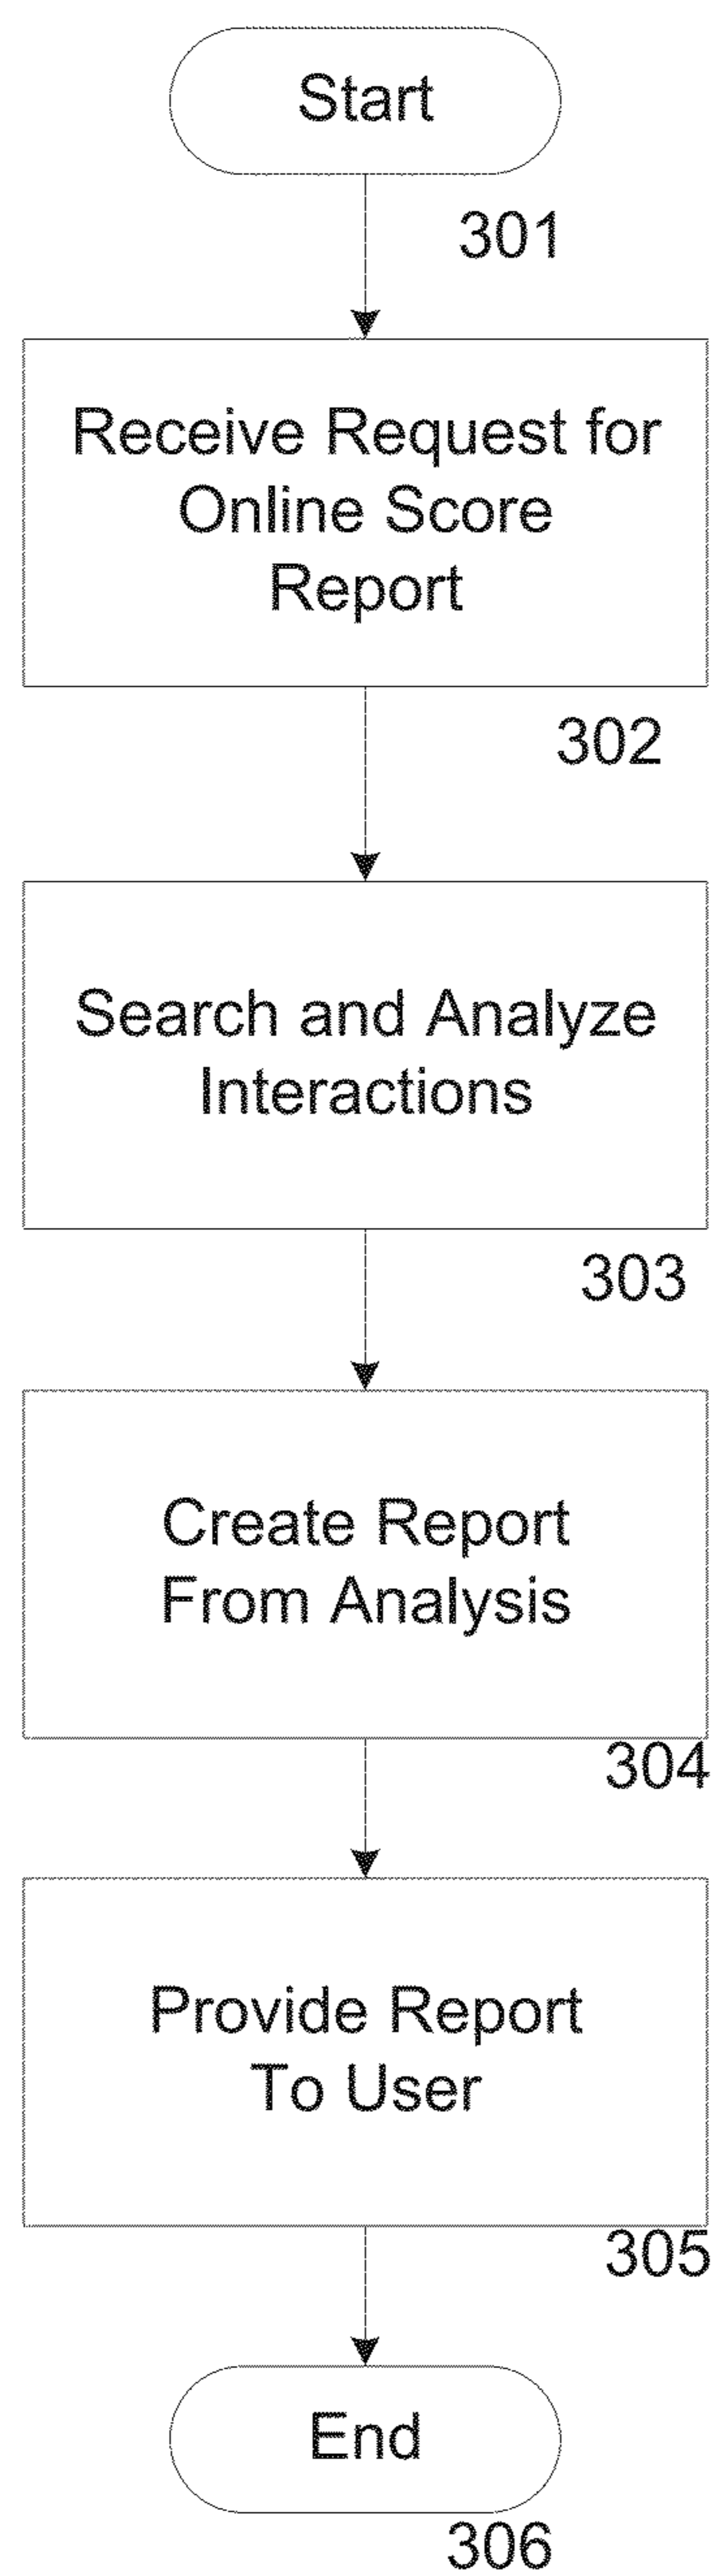 Start
301
Receive Request for
Online Score
Report
302
Search and Analyze
Interactions
303
Create Report
From Analysis
304
Provide Report
To User
305
End
306